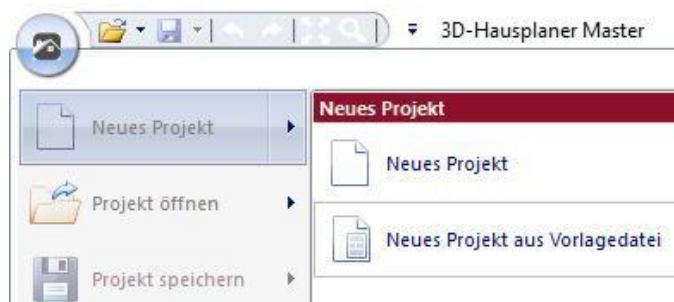 3D-Hausplaner Master
Neues Projekt
Neues Projekt
Neues Projekt
Projekt öffnen
Neues Projekt aus Vorlagedatei
Projekt speichern